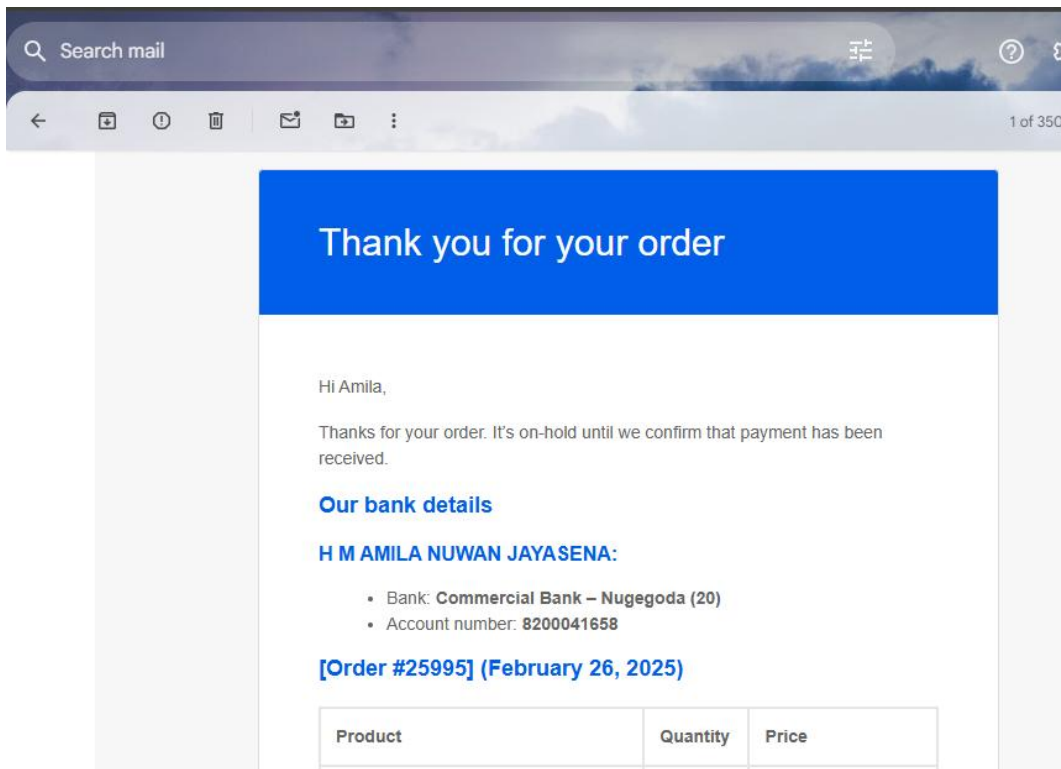 Search mail
1 of 350
Thank you for your order
Hi Amila,
Thanks for your order. It's on-hold until we confirm that payment has been
received.
Our bank details
H M AMILA NUWAN JAYASENA:
• Bank: Commercial Bank – Nugegoda (20)
• Account number: 8200041658
[Order #25995] (February 26, 2025)
Product Quantity Price